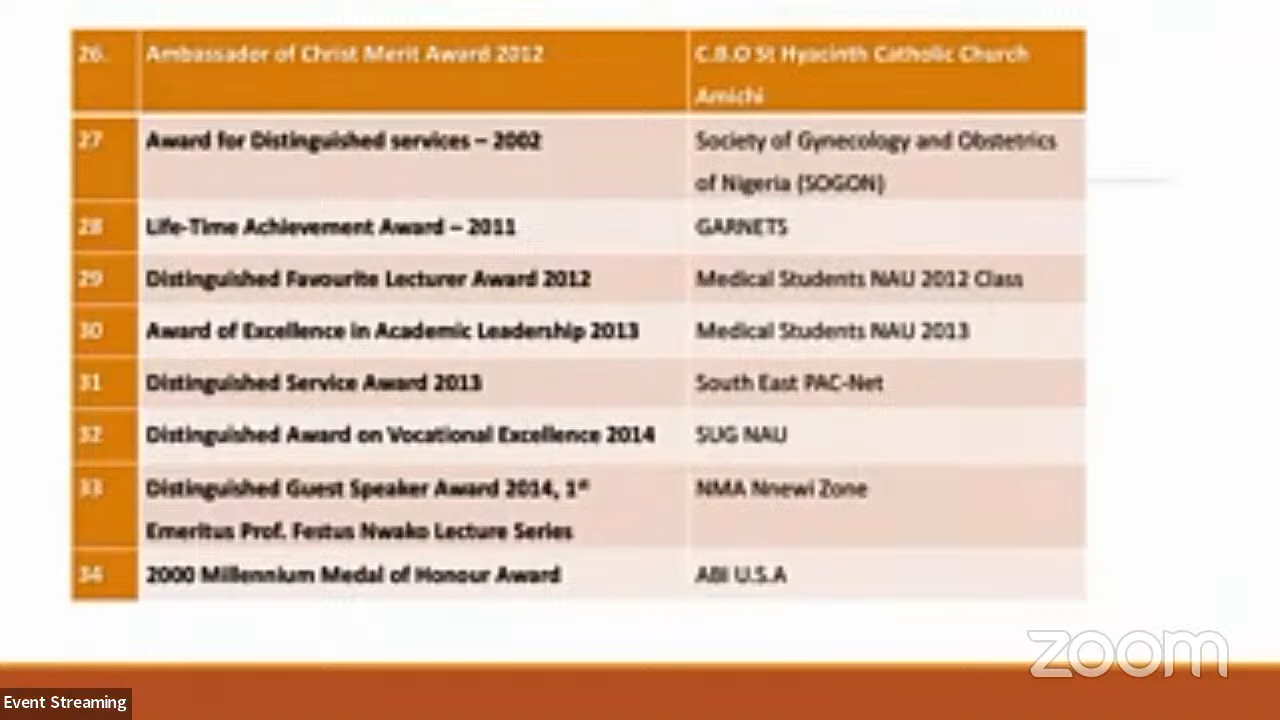 26. Ambassador of Christ Merit Award 2012 C.B.O St Hyacinth Catholic Church
Amichi
27 Award for Distinguished services – 2002 Society of Gynecology and Obstetrics
of Nigeria (SOGON)
28 Life-Time Achievement Award – 2011 GARNETS
29 Distinguished Favourite Lecturer Award 2012 Medical Students NAU 2012 Class
30 Award of Excellence in Academic Leadership 2013 Medical Students NAU 2013
31 Distinguished Service Award 2013 South East PAC-Net
32 Distinguished Award on Vocational Excellence 2014 SUG NAU
33 Distinguished Guest Speaker Award 2014, 1st NMA Nnewi Zone
Emeritus Prof. Festus Nwako Lecture Series
34 2000 Millennium Medal of Honour Award ABI U.S.A
zoom
Event Streaming